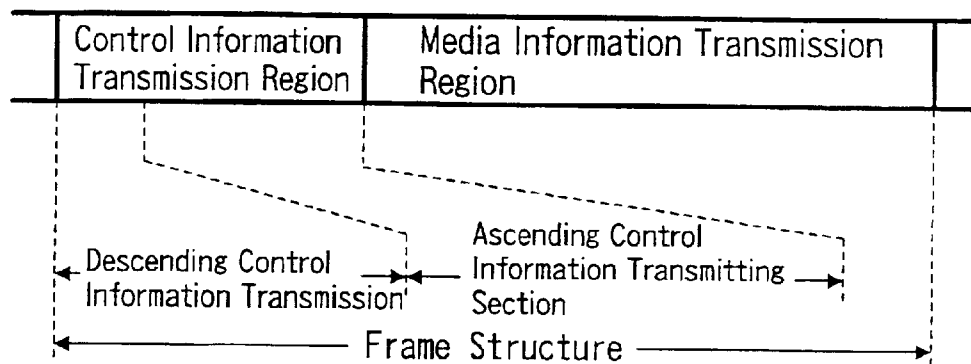 Control Information
Transmission Region
Media Information Transmission
Region
Descending Control
Information Transmission
Ascending Control
Information Transmitting
Section
Frame Structure